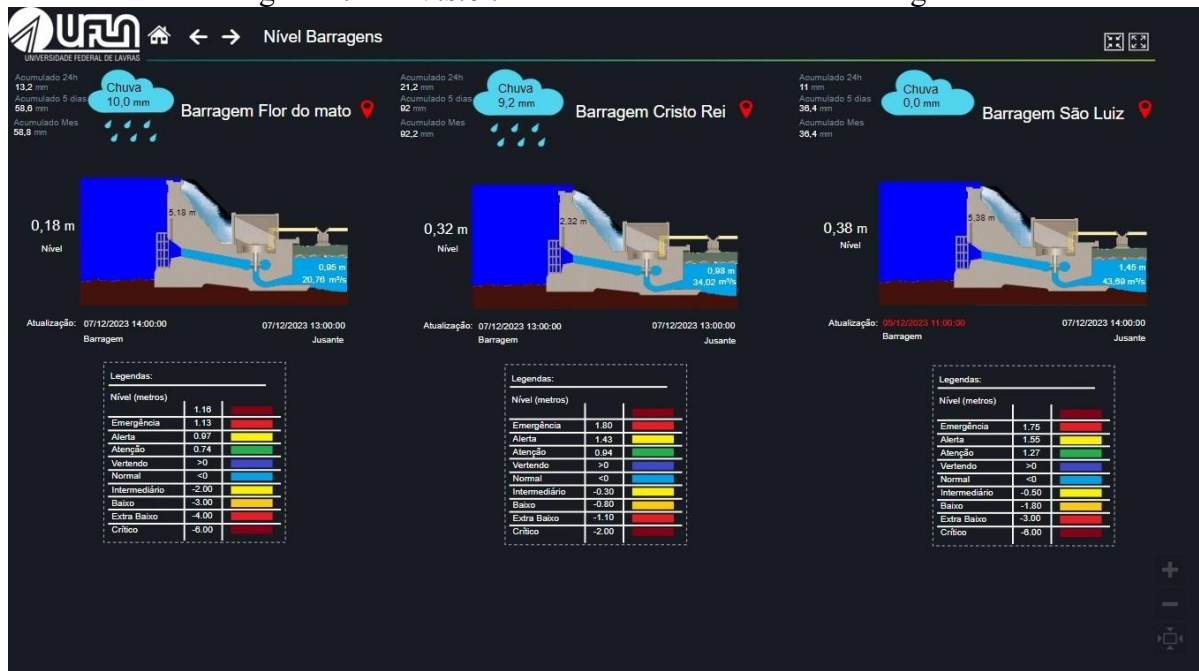 UFLA
UNIVERSIDADE FEDERAL DE LAVRAS
Nível Barragens
Acumulado 24h
13,2 mm
Acumulado 5 dias
58,6 mm
Acumulado Mes
58,8 mm
Chuva
10,0 mm
Barragem Flor do mato
0,18 m
Nível
5,18 m
0,95 m
20,76 m³/s
Atualização: 07/12/2023 14:00:00 07/12/2023 13:00:00
Barragem Jusante
Legendas:
Nível (metros)
1.16
Emergência 1.13
Alerta 0.97
Atenção 0.74
Vertendo >0
Normal <0
Intermediário -2.00
Baixo -3.00
Extra Baixo -4.00
Crítico -6.00
Acumulado 24h
21,2 mm
Acumulado 5 dias
92 mm
Acumulado Mes
92,2 mm
Chuva
9,2 mm
Barragem Cristo Rei
0,32 m
Nível
2,32 m
0,98 m
34,02 m³/s
Atualização: 07/12/2023 13:00:00 07/12/2023 13:00:00
Barragem Jusante
Legendas:
Nível (metros)
Emergência 1.80
Alerta 1.43
Atenção 0.94
Vertendo >0
Normal <0
Intermediário -0.30
Baixo -0.80
Extra Baixo -1.10
Crítico -2.00
Acumulado 24h
11 mm
Acumulado 5 dias
36,4 mm
Acumulado Mes
36,4 mm
Chuva
0,0 mm
Barragem São Luiz
0,38 m
Nível
5,38 m
1,45 m
43,69 m³/s
Atualização: 05/12/2023 11:00:00 07/12/2023 14:00:00
Barragem Jusante
Legendas:
Nível (metros)
Emergência 1.75
Alerta 1.55
Atenção 1.27
Vertendo >0
Normal <0
Intermediário -0.50
Baixo -1.80
Extra Baixo -3.00
Crítico -6.00